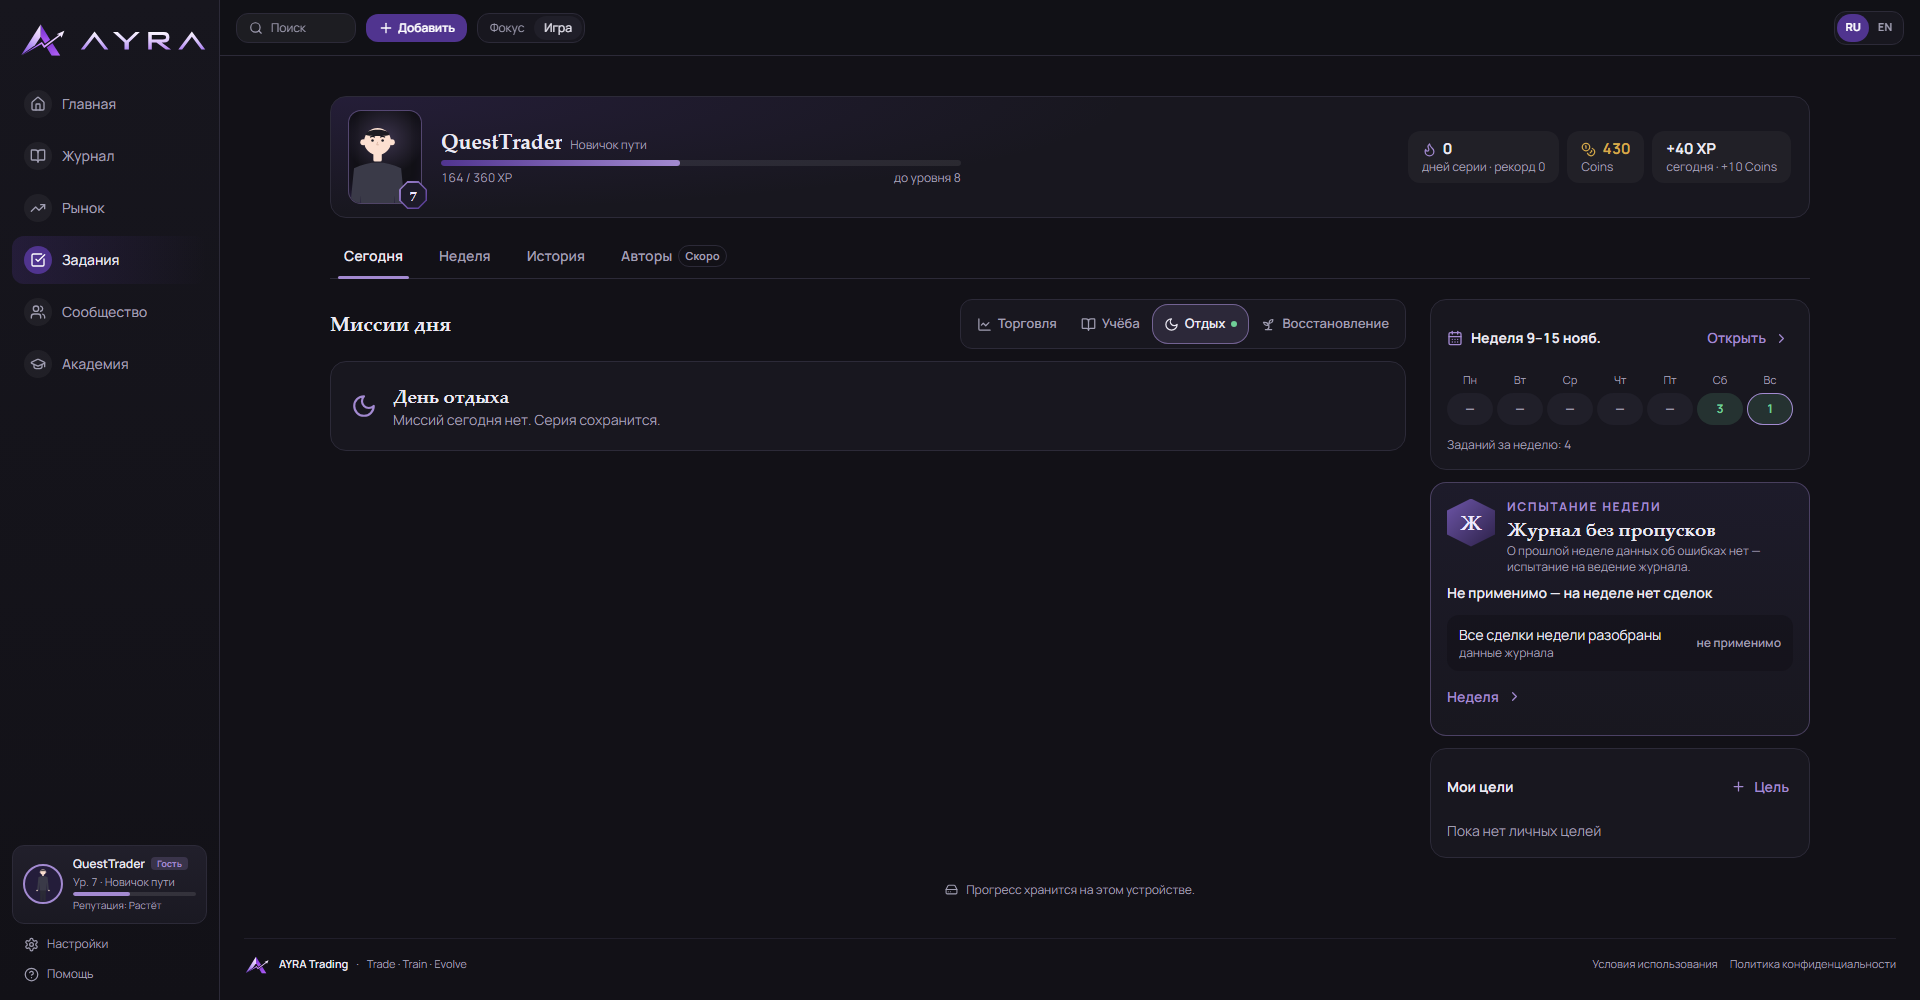 AYRA
Поиск
Добавить
Фокус
Игра
RU
EN
Главная
Журнал
Рынок
Задания
Сообщество
Академия
QuestTrader
Новичок пути
164 / 360 XP
до уровня 8
7
0
дней серии · рекорд 0
430
Coins
+40 XP
сегодня · +10 Coins
Сегодня
Неделя
История
Авторы
Скоро
Миссии дня
Торговля
Учёба
Отдых
Восстановление
День отдыха
Миссий сегодня нет. Серия сохранится.
Неделя 9–15 нояб.
Открыть
Пн Вт Ср Чт Пт Сб Вс
– – – – – 3 1
Заданий за неделю: 4
Ж
ИСПЫТАНИЕ НЕДЕЛИ
Журнал без пропусков
О прошлой неделе данных об ошибках нет —
испытание на ведение журнала.
Не применимо — на неделе нет сделок
Все сделки недели разобраны
данные журнала
не применимо
Неделя
Мои цели
Цель
Пока нет личных целей
QuestTrader
Гость
Ур. 7 · Новичок пути
Репутация: Растёт
Настройки
Помощь
Прогресс хранится на этом устройстве.
AYRA Trading · Trade · Train · Evolve
Условия использования
Политика конфиденциальности